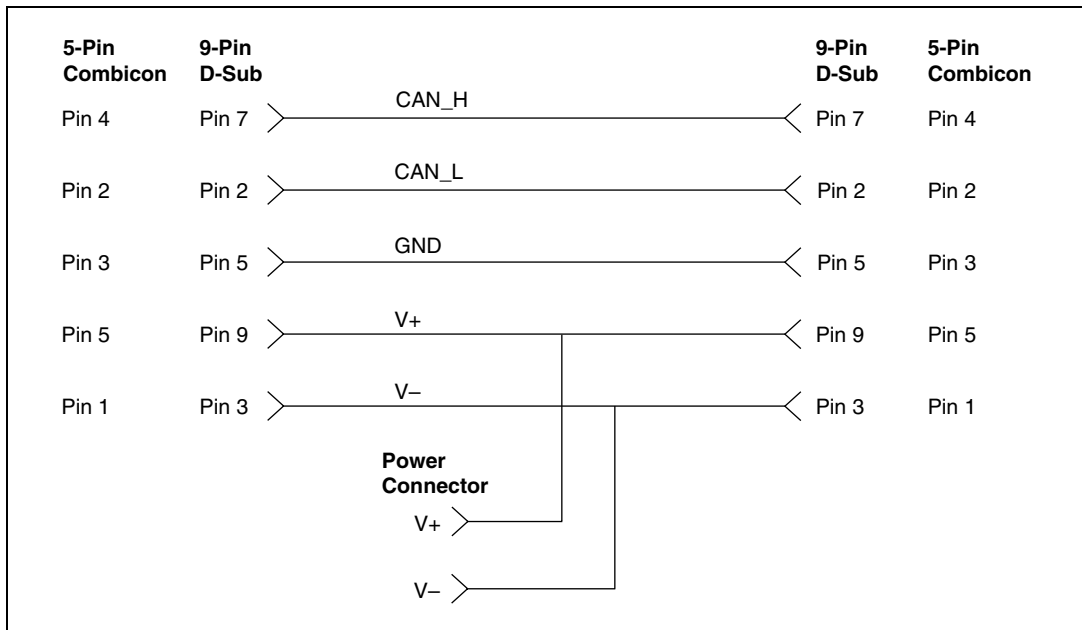 5-Pin Combicon 9-Pin D-Sub 9-Pin D-Sub 5-Pin Combicon
Pin 4 Pin 7 CAN_H Pin 7 Pin 4
Pin 2 Pin 2 CAN_L Pin 2 Pin 2
Pin 3 Pin 5 GND Pin 5 Pin 3
Pin 5 Pin 9 V+ Pin 9 Pin 5
Pin 1 Pin 3 V– Pin 3 Pin 1
Power
Connector
V+
V–